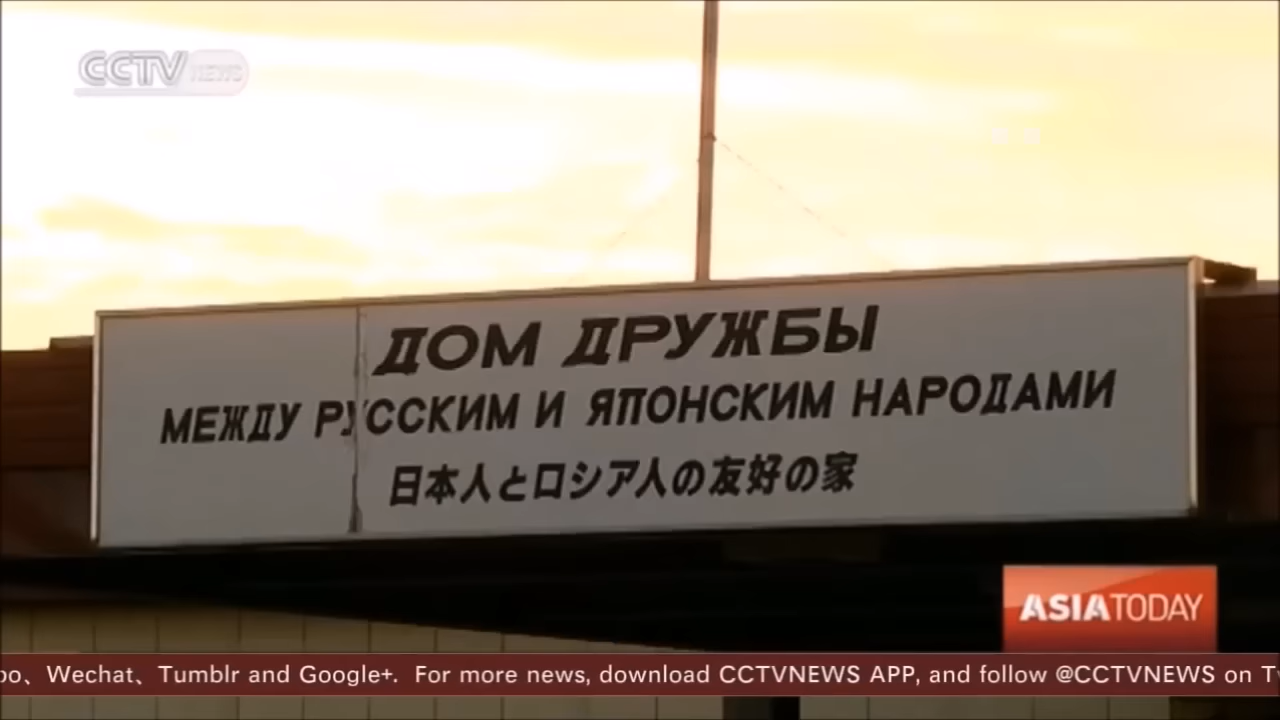 CCTV NEWS
ДОМ ДРУЖБЫ
МЕЖДУ РУССКИМ И ЯПОНСКИМ НАРОДАМИ
日本人とロシア人の友好の家
ASIATODAY
Wechat、Tumblr and Google+. For more news, download CCTVNEWS APP, and follow @CCTVNEWS on